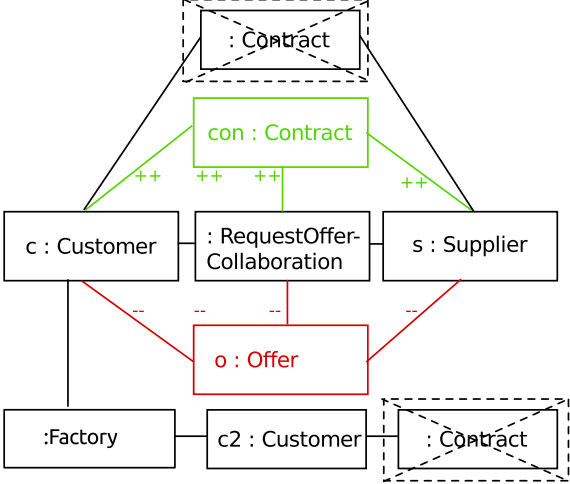 : Contract
con : Contract
++ ++ ++ ++
c : Customer
: RequestOffer-
Collaboration
s : Supplier
-- -- -- --
o : Offer
:Factory
c2 : Customer
: Contract